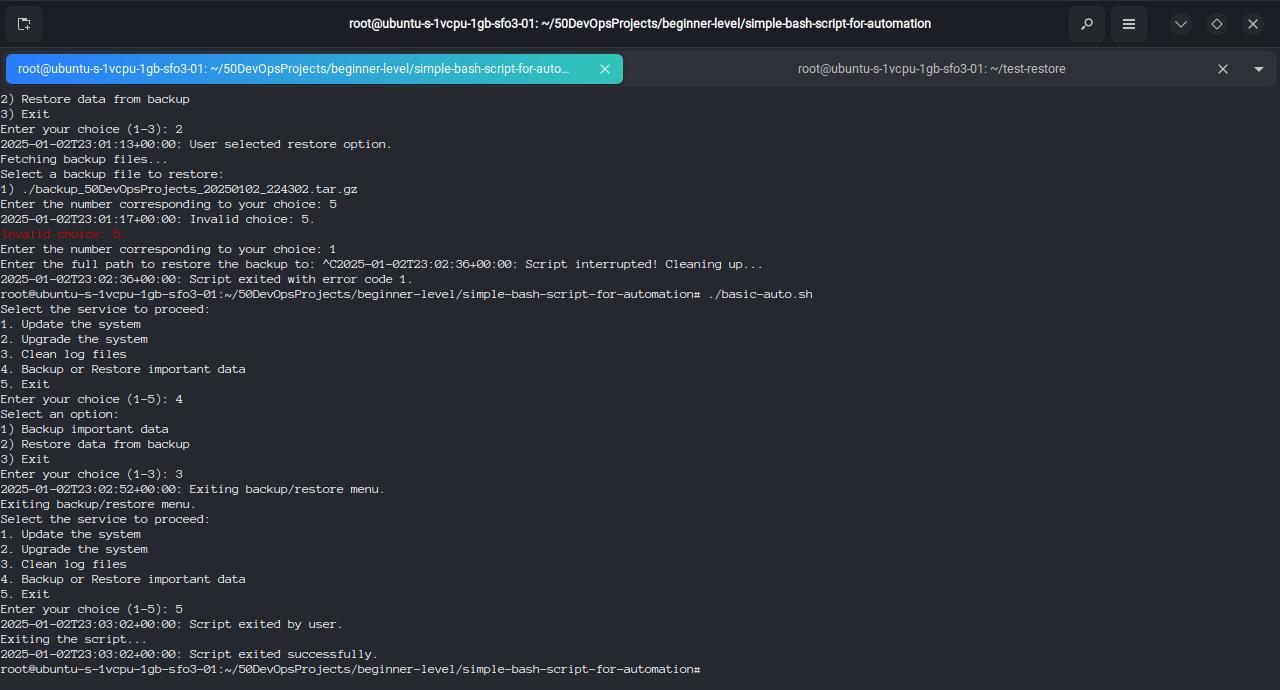 root@ubuntu-s-1vcpu-1gb-sfo3-01: ~/50DevOpsProjects/beginner-level/simple-bash-script-for-automation
root@ubuntu-s-1vcpu-1gb-sfo3-01: ~/50DevOpsProjects/beginner-level/simple-bash-script-for-auto...
root@ubuntu-s-1vcpu-1gb-sfo3-01: ~/test-restore
2) Restore data from backup
3) Exit
Enter your choice (1-3): 2
2025-01-02T23:01:13+00:00: User selected restore option.
Fetching backup files...
Select a backup file to restore:
1) ./backup_50DevOpsProjects_20250102_224302.tar.gz
Enter the number corresponding to your choice: 5
2025-01-02T23:01:17+00:00: Invalid choice: 5.
Invalid choice: 5.
Enter the number corresponding to your choice: 1
Enter the full path to restore the backup to: ^C2025-01-02T23:02:36+00:00: Script interrupted! Cleaning up...
2025-01-02T23:02:36+00:00: Script exited with error code 1.
root@ubuntu-s-1vcpu-1gb-sfo3-01:~/50DevOpsProjects/beginner-level/simple-bash-script-for-automation# ./basic-auto.sh
Select the service to proceed:
1. Update the system
2. Upgrade the system
3. Clean log files
4. Backup or Restore important data
5. Exit
Enter your choice (1-5): 4
Select an option:
1) Backup important data
2) Restore data from backup
3) Exit
Enter your choice (1-3): 3
2025-01-02T23:02:52+00:00: Exiting backup/restore menu.
Exiting backup/restore menu.
Select the service to proceed:
1. Update the system
2. Upgrade the system
3. Clean log files
4. Backup or Restore important data
5. Exit
Enter your choice (1-5): 5
2025-01-02T23:03:02+00:00: Script exited by user.
Exiting the script...
2025-01-02T23:03:02+00:00: Script exited successfully.
root@ubuntu-s-1vcpu-1gb-sfo3-01:~/50DevOpsProjects/beginner-level/simple-bash-script-for-automation#